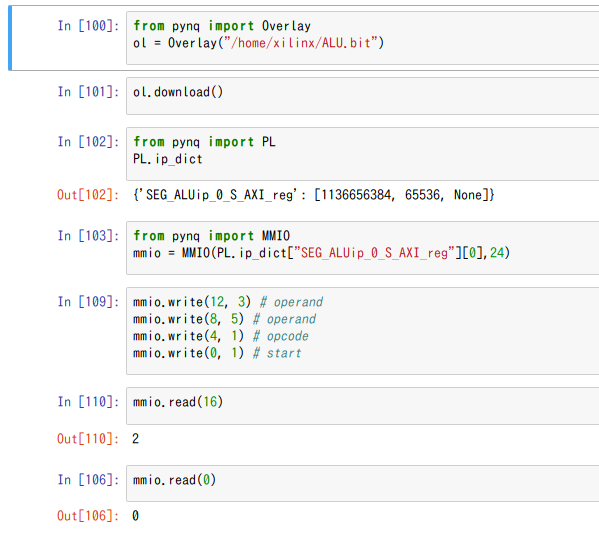 In [100]: from pynq import Overlay
ol = Overlay("/home/xilinx/ALU.bit")
In [101]: ol.download()
In [102]: from pynq import PL
PL.ip_dict
Out[102]: {'SEG_ALUip_0_S_AXI_reg': [1136656384, 65536, None]}
In [103]: from pynq import MMIO
mmio = MMIO(PL.ip_dict["SEG_ALUip_0_S_AXI_reg"][0],24)
In [109]: mmio.write(12, 3) # operand
mmio.write(8, 5) # operand
mmio.write(4, 1) # opcode
mmio.write(0, 1) # start
In [110]: mmio.read(16)
Out[110]: 2
In [106]: mmio.read(0)
Out[106]: 0